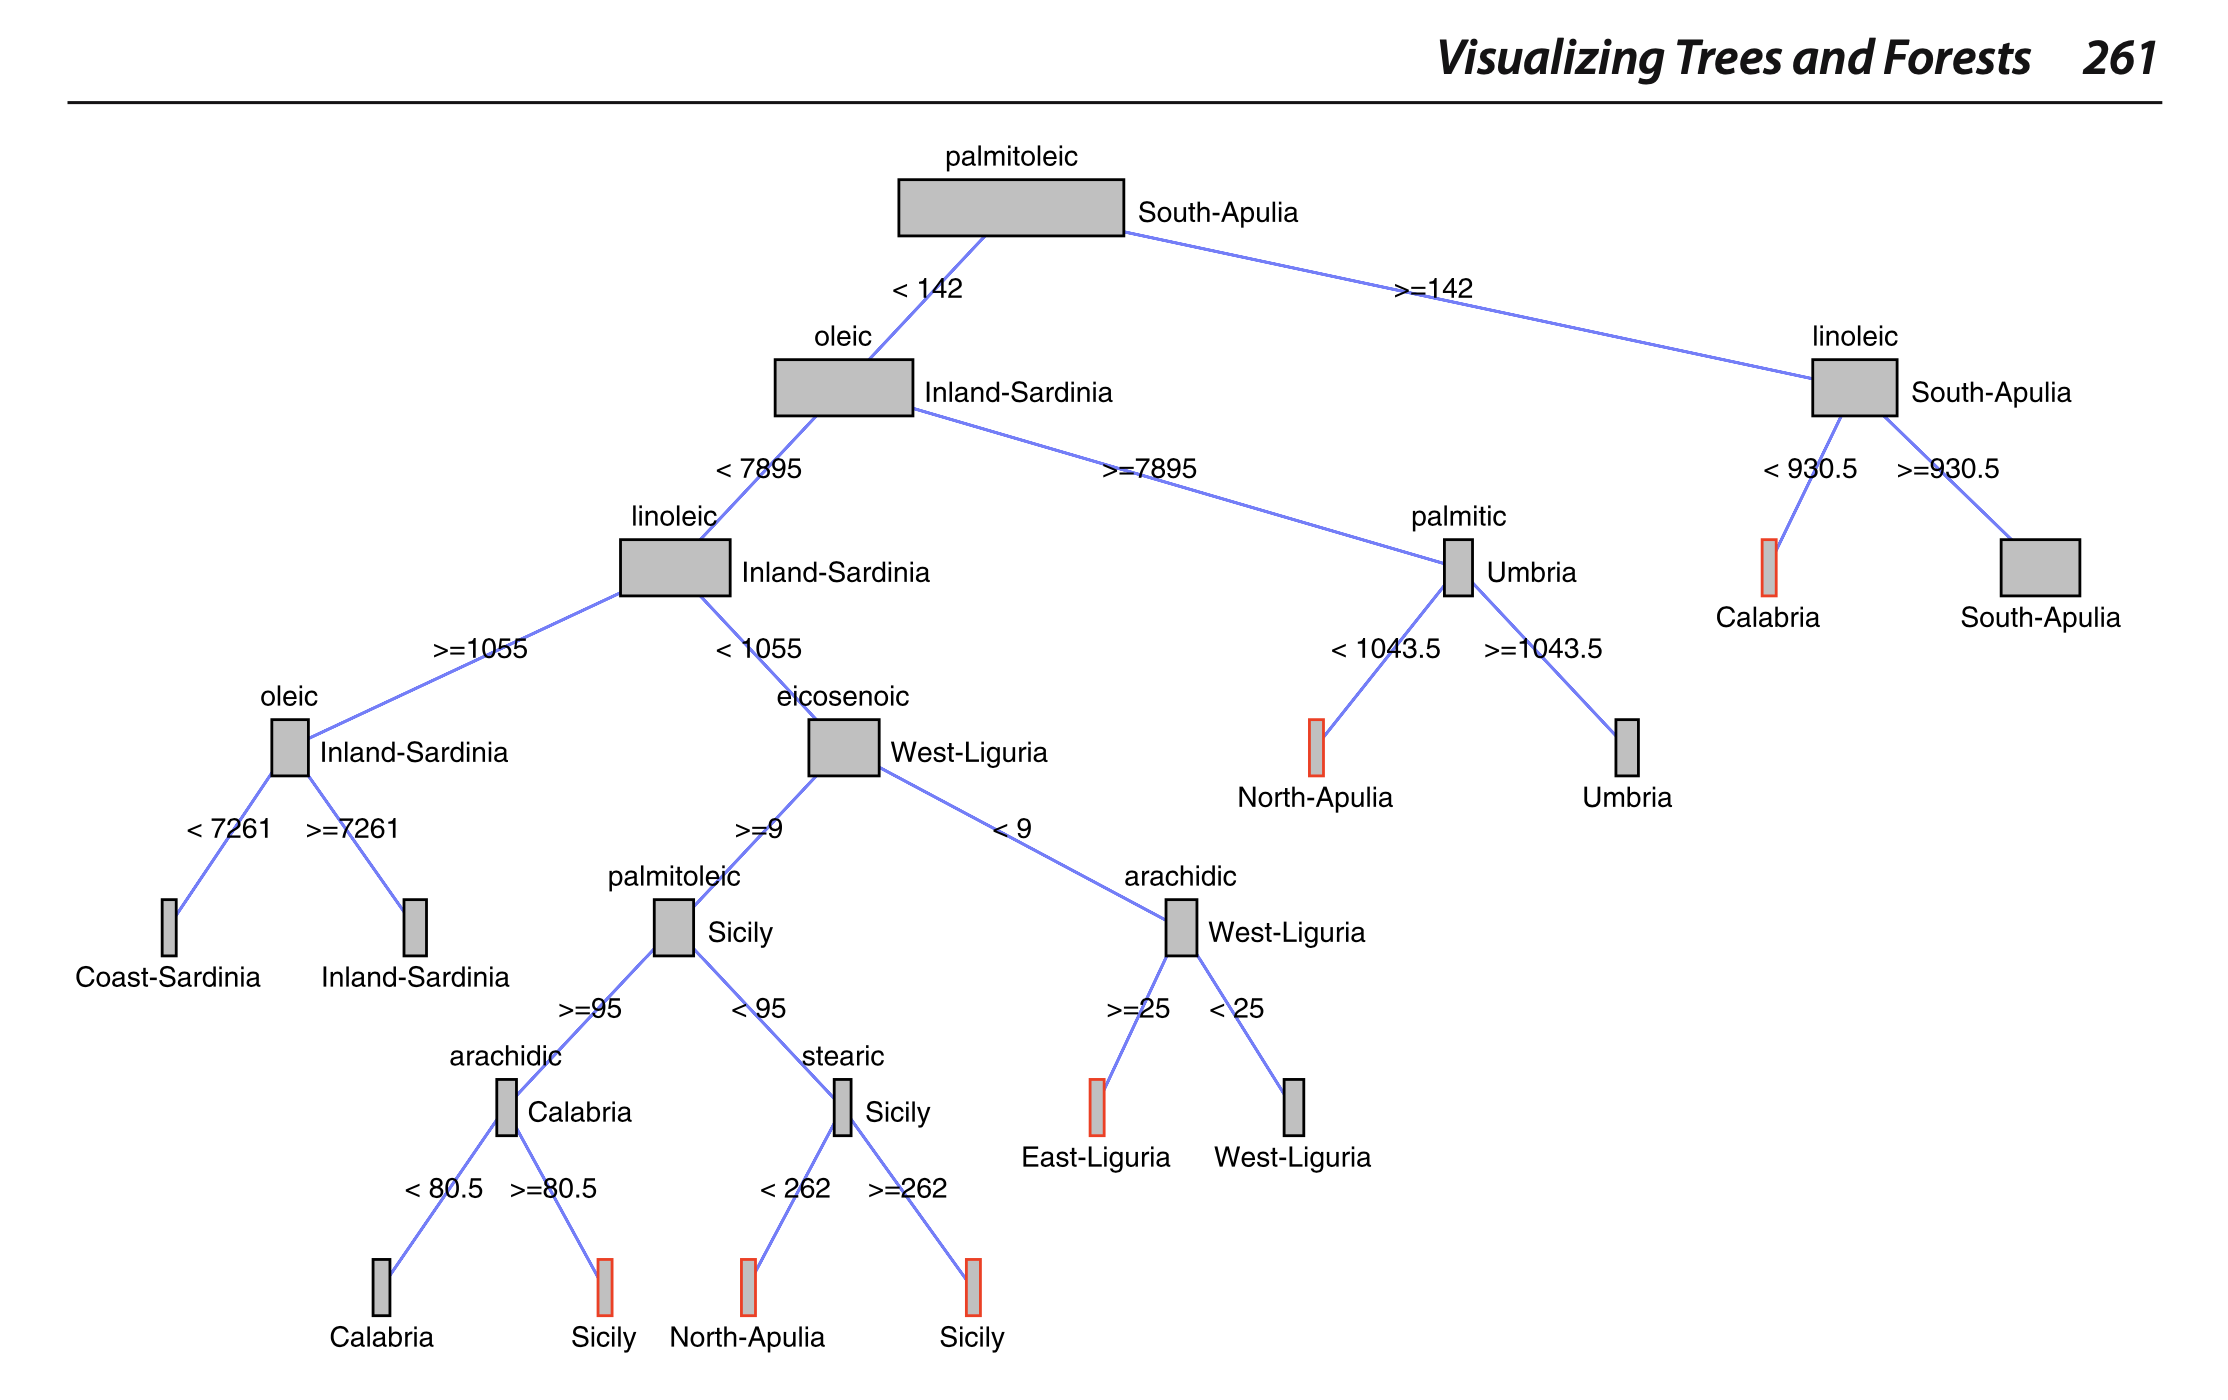 Visualizing Trees and Forests 261
palmitoleic
South-Apulia
< 142 >=142
oleic linoleic
Inland-Sardinia South-Apulia
< 7895 >=7895 < 930.5 >=930.5
linoleic palmitic
Inland-Sardinia Umbria
Calabria South-Apulia
>=1055 < 1055 < 1043.5 >=1043.5
oleic eicosenoic
Inland-Sardinia West-Liguria
North-Apulia Umbria
< 7261 >=7261 >=9 < 9
palmitoleic arachidic
Sicily West-Liguria
Coast-Sardinia Inland-Sardinia
>=95 < 95 >=25 < 25
arachidic stearic
Calabria Sicily
East-Liguria West-Liguria
< 80.5 >=80.5 < 262 >=262
Calabria Sicily North-Apulia Sicily